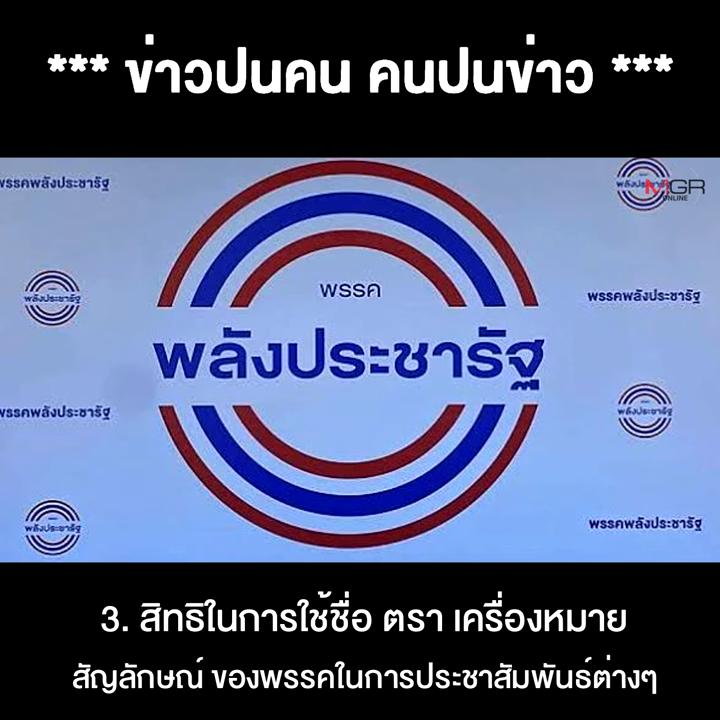 *** ข่าวปนคน คนปนข่าว ***
พรรคพลังประชารัฐ
พลังประชารัฐ
MGR
ONLINE
พรรค
พลังประชารัฐ
พลังประชารัฐ
พรรคพลังประชารัฐ
พรรคพลังประชารัฐ
พลังประชารัฐ
พลังประชารัฐ
พรรคพลังประชารัฐ
3. สิทธิในการใช้ชื่อ ตรา เครื่องหมาย
สัญลักษณ์ ของพรรคในการประชาสัมพันธ์ต่างๆ